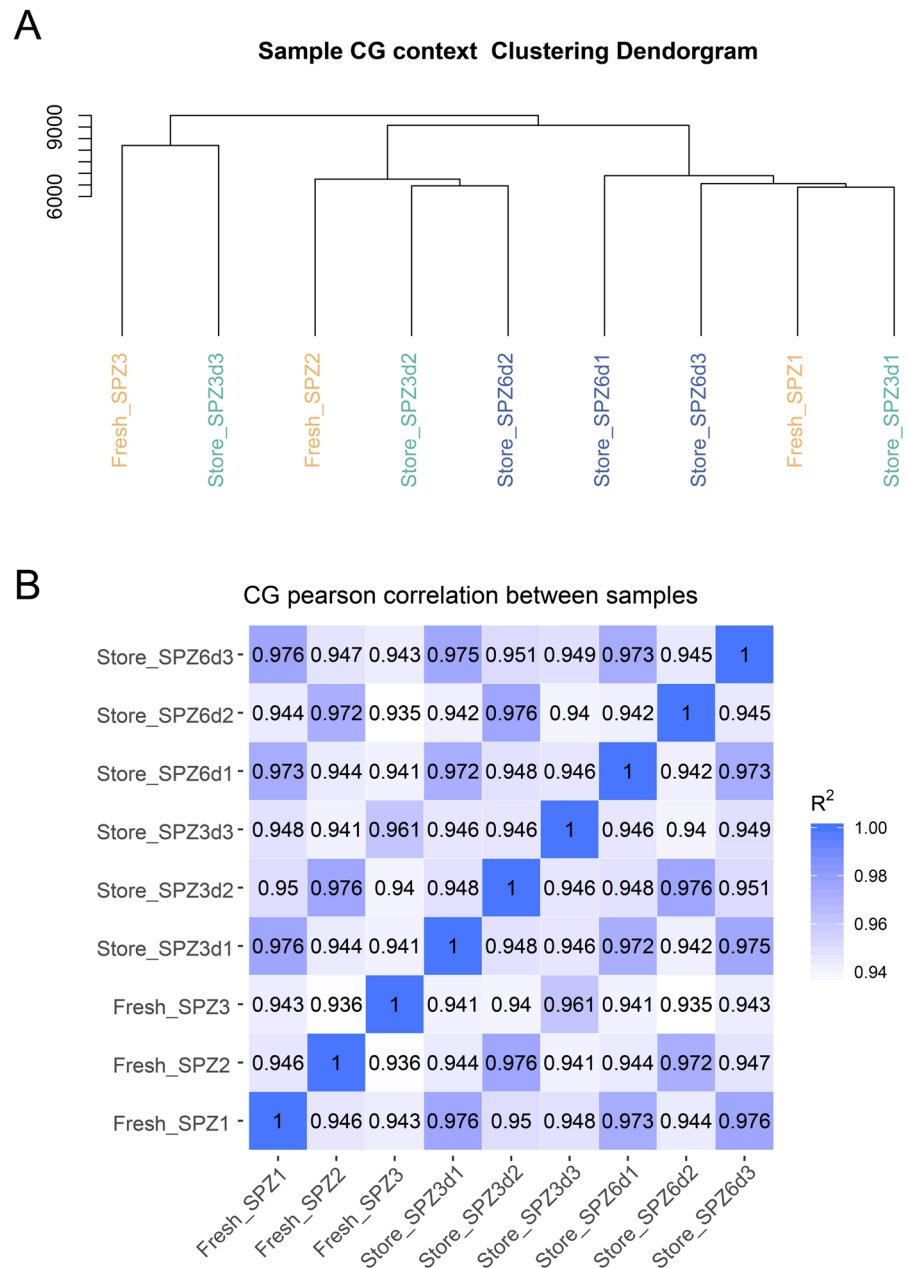 A
Sample CG context  Clustering Dendorgram
9000
6000
Fresh_SPZ3
Store_SPZ3d3
Fresh_SPZ2
Store_SPZ3d2
Store_SPZ6d2
Store_SPZ6d1
Store_SPZ6d3
Fresh_SPZ1
Store_SPZ3d1
B
CG pearson correlation between samples
Store_SPZ6d3 0.976 0.947 0.943 0.975 0.951 0.949 0.973 0.945 1
Store_SPZ6d2 0.944 0.972 0.935 0.942 0.976 0.94 0.942 1 0.945
Store_SPZ6d1 0.973 0.944 0.941 0.972 0.948 0.946 1 0.942 0.973
Store_SPZ3d3 0.948 0.941 0.961 0.946 0.946 1 0.946 0.94 0.949
Store_SPZ3d2 0.95 0.976 0.94 0.948 1 0.946 0.948 0.976 0.951
Store_SPZ3d1 0.976 0.944 0.941 1 0.948 0.946 0.972 0.942 0.975
Fresh_SPZ3 0.943 0.936 1 0.941 0.94 0.961 0.941 0.935 0.943
Fresh_SPZ2 0.946 1 0.936 0.944 0.976 0.941 0.944 0.972 0.947
Fresh_SPZ1 1 0.946 0.943 0.976 0.95 0.948 0.973 0.944 0.976
Fresh_SPZ1
Fresh_SPZ2
Fresh_SPZ3
Store_SPZ3d1
Store_SPZ3d2
Store_SPZ3d3
Store_SPZ6d1
Store_SPZ6d2
Store_SPZ6d3
R²
1.00
0.98
0.96
0.94